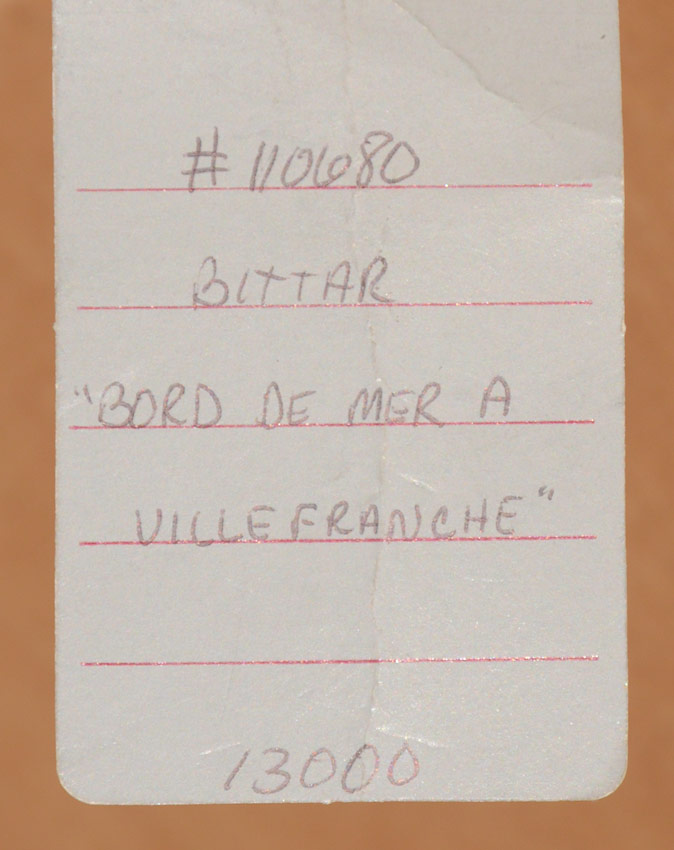 #110680
BITTAR
"BORD DE MER A
VILLEFRANCHE"
13000